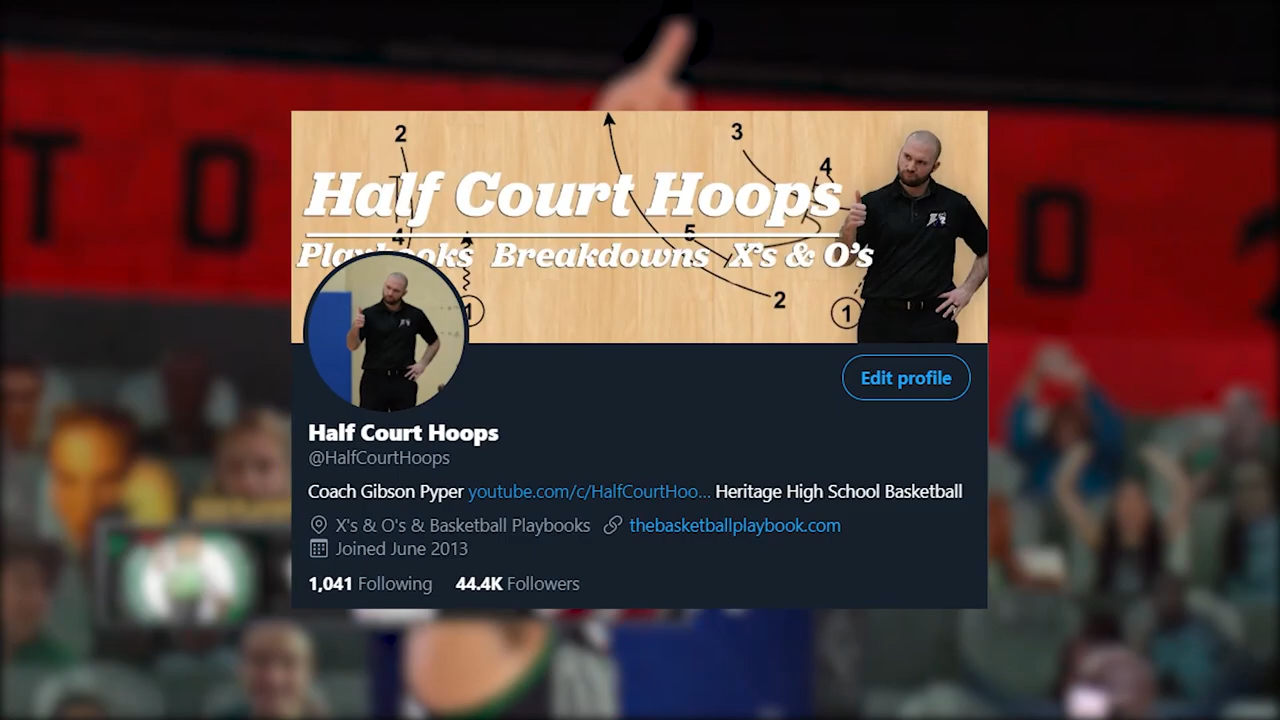 T O
O 2
2
3
4
Half Court Hoops
4
5
Playbooks Breakdowns X's & O's
2
1
1
Edit profile
Half Court Hoops
@HalfCourtHoops
Coach Gibson Pyper youtube.com/c/HalfCourtHoo... Heritage High School Basketball
X's & O's & Basketball Playbooks thebasketballplaybook.com
Joined June 2013
1,041 Following 44.4K Followers